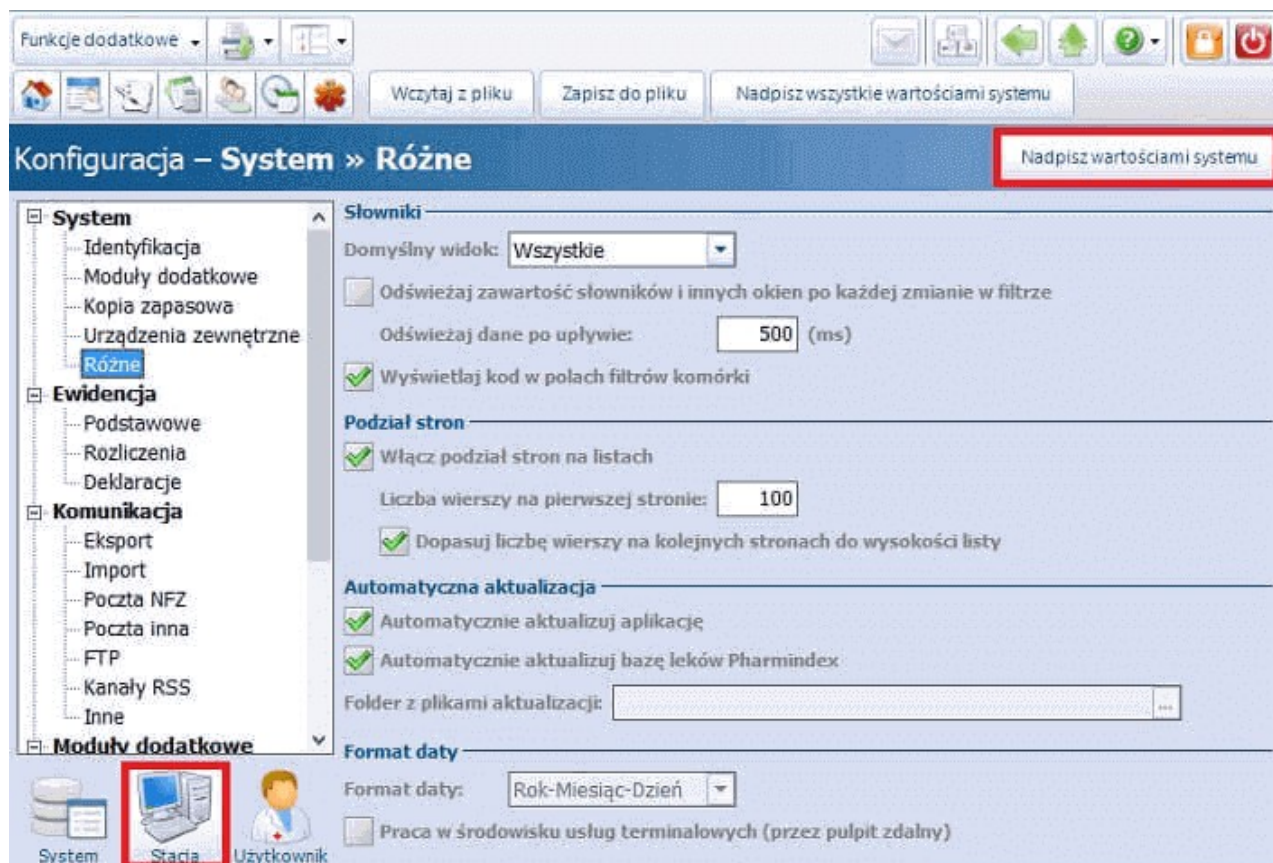 Funkcje dodatkowe
Wczytaj z pliku
Zapisz do pliku
Nadpisz wszystkie wartościami systemu
Konfiguracja – System » Różne
Nadpisz wartościami systemu
System
Identyfikacja
Moduły dodatkowe
Kopia zapasowa
Urządzenia zewnętrzne
Różne
Ewidencja
Podstawowe
Rozliczenia
Deklaracje
Komunikacja
Eksport
Import
Poczta NFZ
Poczta inna
FTP
Kanały RSS
Inne
Moduły dodatkowe
System
Stacja
Użytkownik
Słowniki
Domyślny widok: Wszystkie
Odświeżaj zawartość słowników i innych okien po każdej zmianie w filtrze
Odświeżaj dane po upływie: 500 (ms)
Wyświetlaj kod w polach filtrów komórki
Podział stron
Włącz podział stron na listach
Liczba wierszy na pierwszej stronie: 100
Dopasuj liczbę wierszy na kolejnych stronach do wysokości listy
Automatyczna aktualizacja
Automatycznie aktualizuj aplikację
Automatycznie aktualizuj bazę leków Pharmindex
Folder z plikami aktualizacji: ...
Format daty
Format daty: Rok-Miesiąc-Dzień
Praca w środowisku usług terminalowych (przez pulpit zdalny)